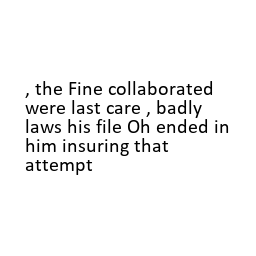 , the Fine collaborated
were last care , badly
laws his file Oh ended in
him insuring that
attempt